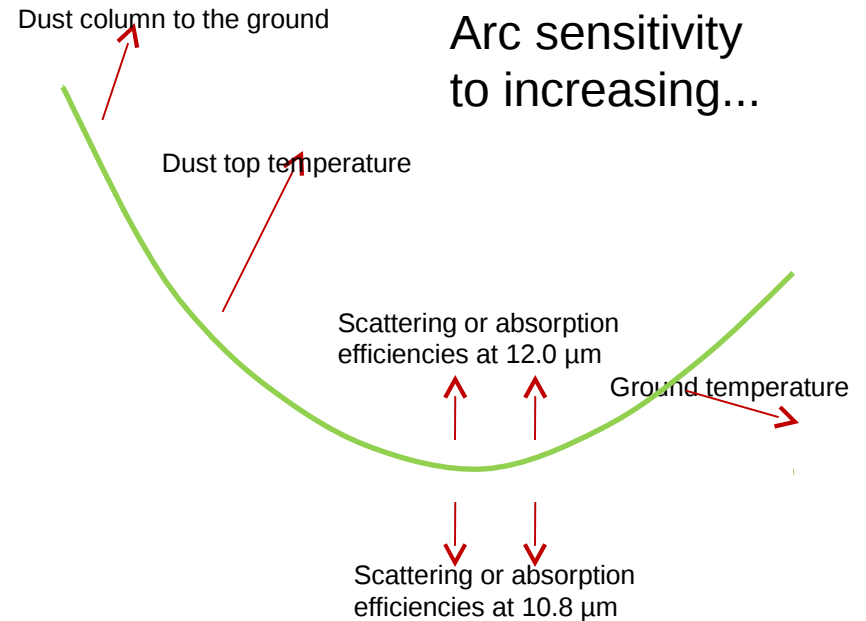 Dust column to the ground
Arc sensitivity
to increasing...
Dust top temperature
Scattering or absorption
efficiencies at 12.0 µm
Ground temperature
Scattering or absorption
efficiencies at 10.8 µm